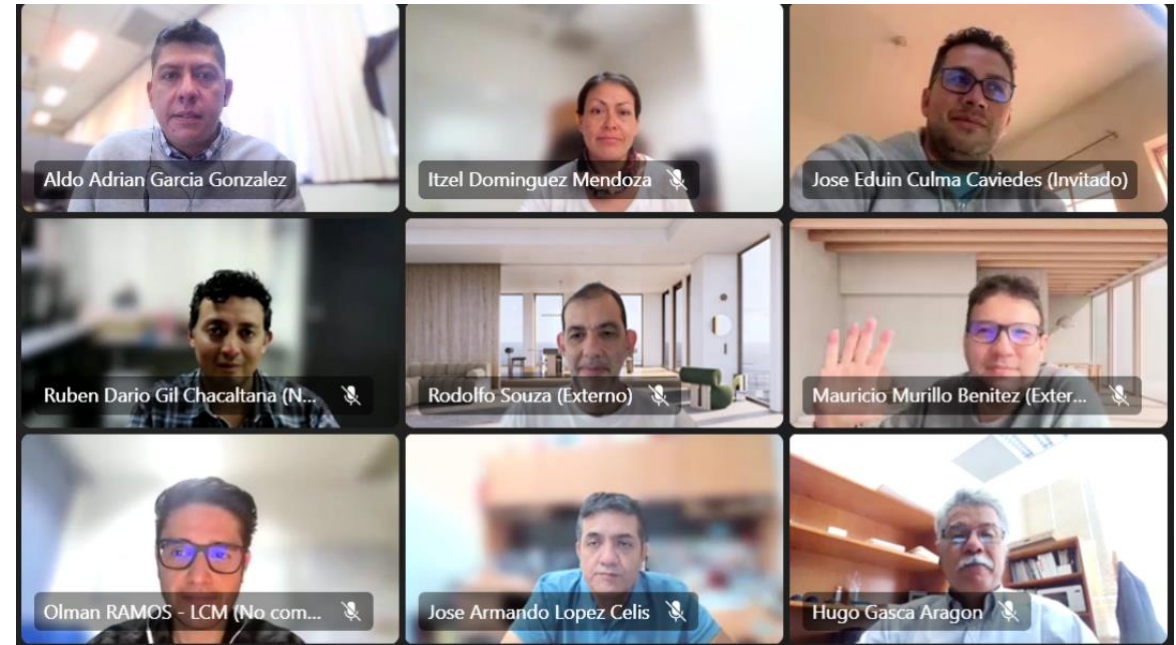 Aldo Adrian Garcia Gonzalez
Itzel Dominguez Mendoza
Jose Eduin Culma Caviedes (Invitado)
Ruben Dario Gil Chacaltana (N...
Rodolfo Souza (Externo)
Mauricio Murillo Benitez (Exter...
Olman RAMOS - LCM (No com...
Jose Armando Lopez Celis
Hugo Gasca Aragon